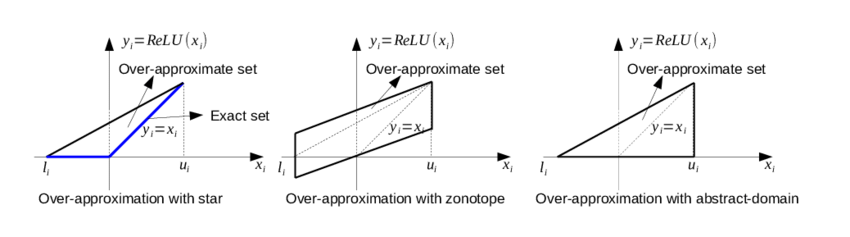 y_i=ReLU(x_i)
Over-approximate set
Exact set
y_i=x_i
l_i
u_i
x_i
Over-approximation with star
y_i=ReLU(x_i)
Over-approximate set
y_i=x_i
l_i
u_i
x_i
Over-approximation with zonotope
y_i=ReLU(x_i)
Over-approximate set
y_i=x_i
l_i
u_i
x_i
Over-approximation with abstract-domain